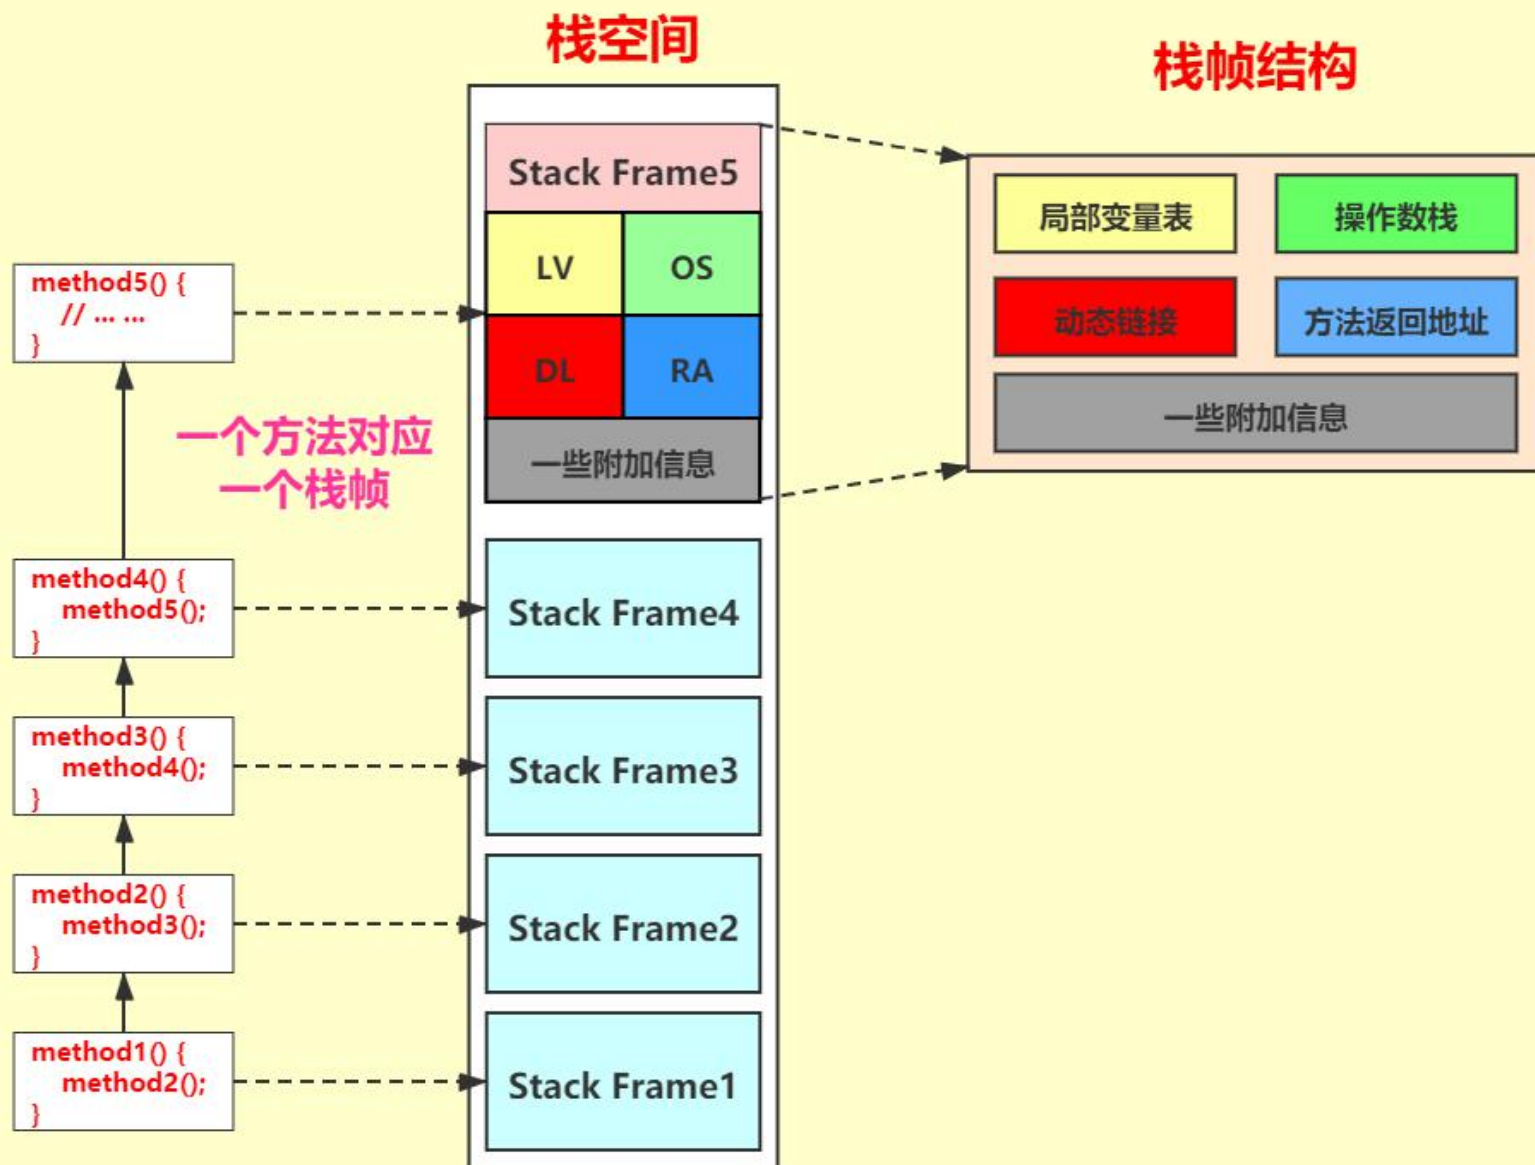 栈空间
栈帧结构
Stack Frame5
LV
OS
DL
RA
一些附加信息
局部变量表
操作数栈
动态链接
方法返回地址
一些附加信息
method5() {
// ... ...
}
一个方法对应
一个栈帧
method4() {
method5();
}
Stack Frame4
method3() {
method4();
}
Stack Frame3
method2() {
method3();
}
Stack Frame2
method1() {
method2();
}
Stack Frame1